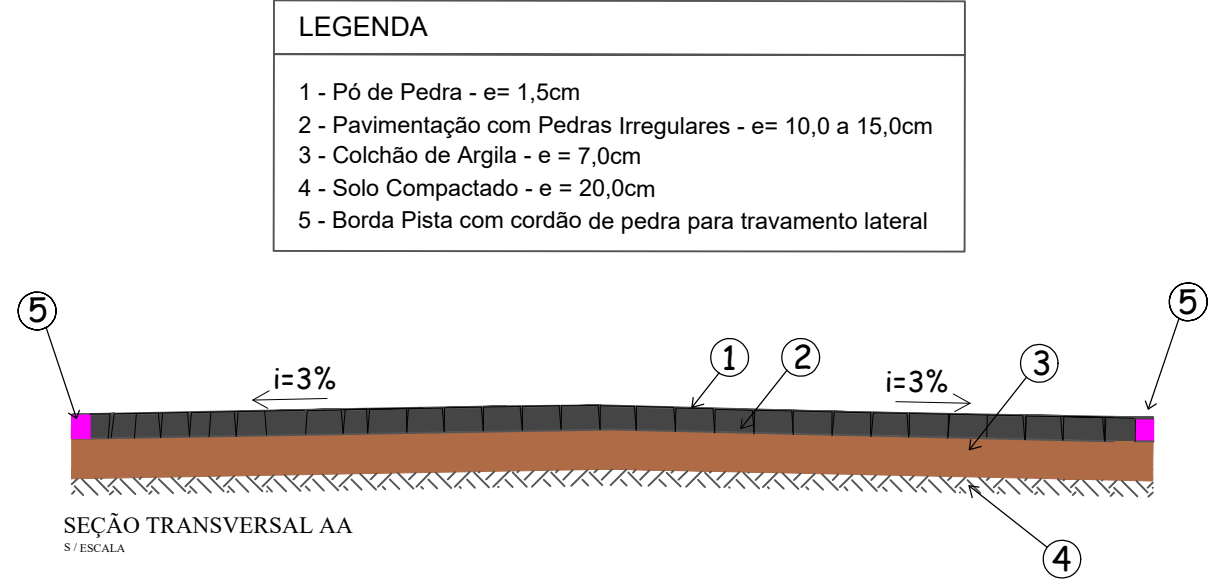 LEGENDA
1 - Pó de Pedra - e= 1,5cm
2 - Pavimentação com Pedras Irregulares - e= 10,0 a 15,0cm
3 - Colchão de Argila - e = 7,0cm
4 - Solo Compactado - e = 20,0cm
5 - Borda Pista com cordão de pedra para travamento lateral
5
5
1
2
3
i=3%
i=3%
4
SEÇÃO TRANSVERSAL AA
S / ESCALA